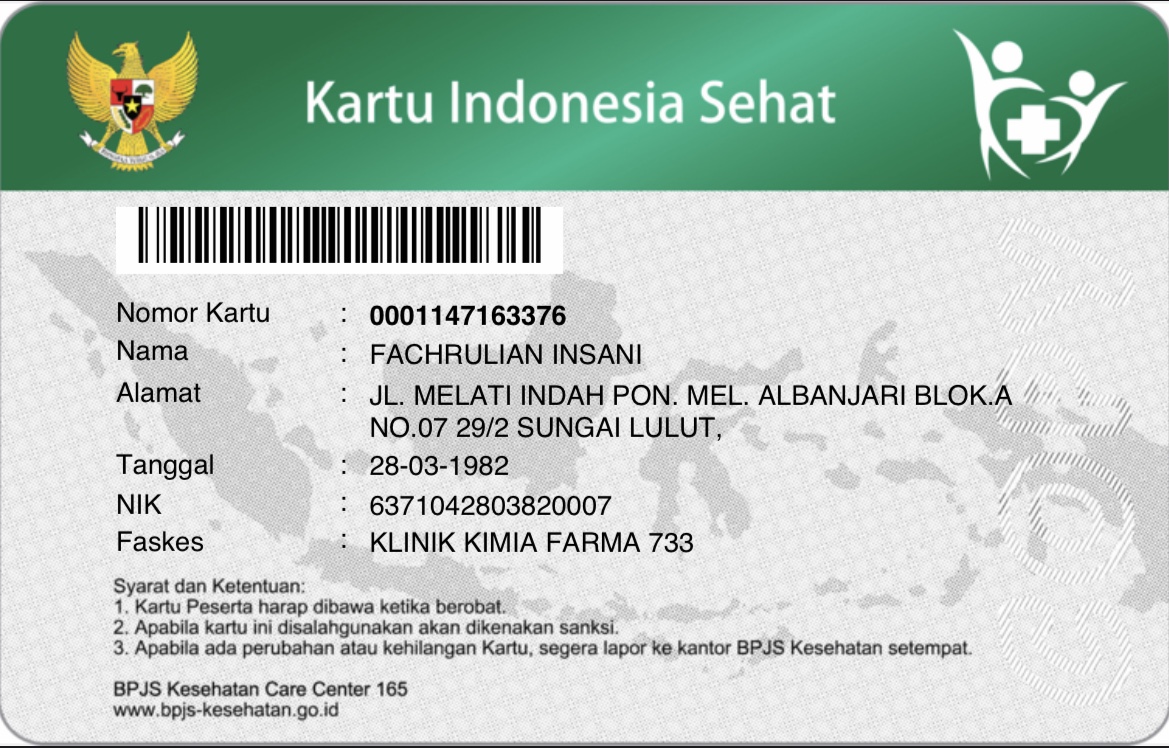 Kartu Indonesia Sehat
Nomor Kartu : 0001147163376
Nama : FACHRULIAN INSANI
Alamat : JL. MELATI INDAH PON. MEL. ALBANJARI BLOK.A
NO.07 29/2 SUNGAI LULUT,
Tanggal : 28-03-1982
NIK : 6371042803820007
Faskes : KLINIK KIMIA FARMA 733
Syarat dan Ketentuan:
1. Kartu Peserta harap dibawa ketika berobat.
2. Apabila kartu ini disalahgunakan akan dikenakan sanksi.
3. Apabila ada perubahan atau kehilangan Kartu, segera lapor ke kantor BPJS Kesehatan setempat.
BPJS Kesehatan Care Center 165
www.bpjs-kesehatan.go.id
COPY